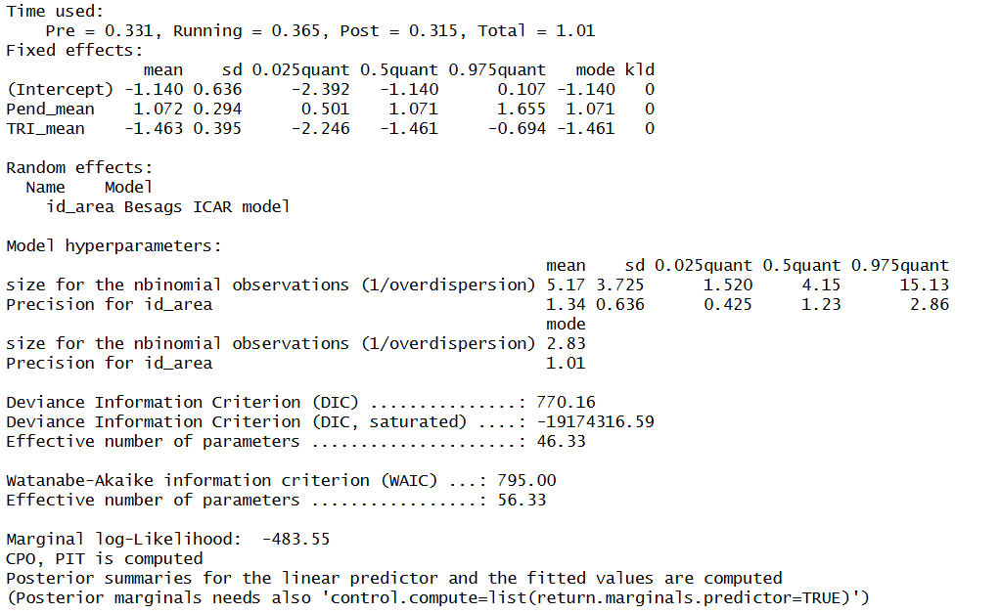 Time used:
    Pre = 0.331, Running = 0.365, Post = 0.315, Total = 1.01
Fixed effects:
              mean    sd 0.025quant 0.5quant 0.975quant   mode kld
(Intercept) -1.140 0.636     -2.392   -1.140      0.107 -1.140   0
Pend_mean    1.072 0.294      0.501    1.071      1.655  1.071   0
TRI_mean    -1.463 0.395     -2.246   -1.461     -0.694 -1.461   0
Random effects:
  Name    Model
    id_area Besags ICAR model
Model hyperparameters:
                                                       mean    sd 0.025quant 0.5quant 0.975quant
size for the nbinomial observations (1/overdispersion) 5.17 3.725      1.520     4.15      15.13
Precision for id_area                                  1.34 0.636      0.425     1.23       2.86
                                                       mode
size for the nbinomial observations (1/overdispersion) 2.83
Precision for id_area                                  1.01
Deviance Information Criterion (DIC) ...............: 770.16
Deviance Information Criterion (DIC, saturated) ....: -19174316.59
Effective number of parameters .....................: 46.33
Watanabe-Akaike information criterion (WAIC) ...: 795.00
Effective number of parameters .................: 56.33
Marginal log-Likelihood:  -483.55
CPO, PIT is computed
Posterior summaries for the linear predictor and the fitted values are computed
(Posterior marginals needs also 'control.compute=list(return.marginals.predictor=TRUE)')